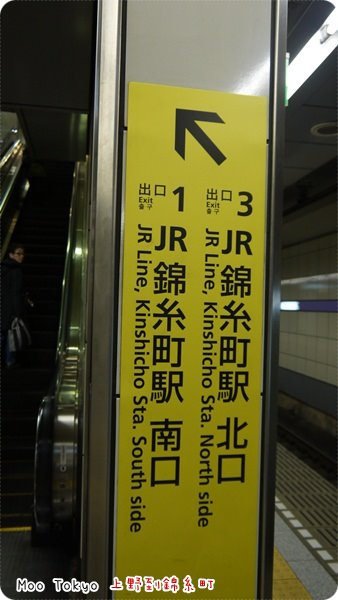 出口 3
Exit
출구
JR 錦糸町駅 北口
JR Line, Kinshicho Sta. North side
出口 1
Exit
출구
JR 錦糸町駅 南口
JR Line, Kinshicho Sta. South side
Moo Tokyo 上野到錦糸町